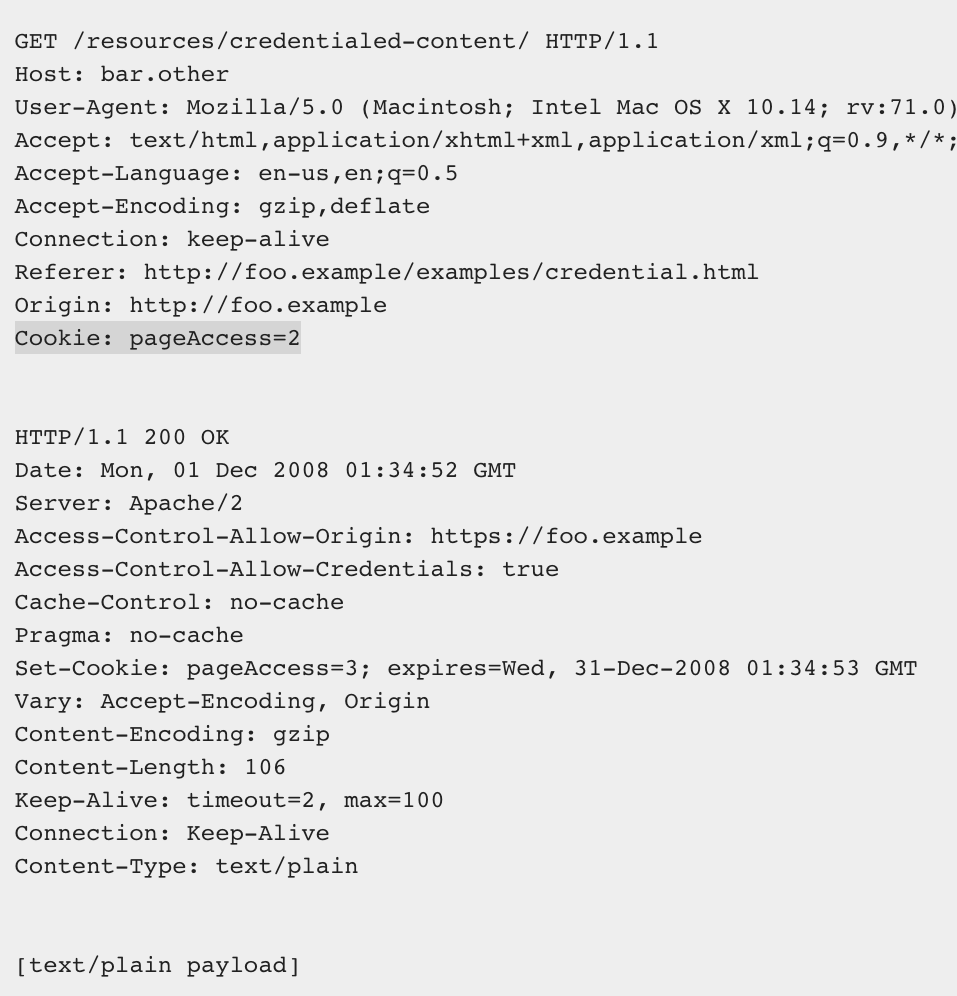 GET /resources/credentialed-content/ HTTP/1.1
Host: bar.other
User-Agent: Mozilla/5.0 (Macintosh; Intel Mac OS X 10.14; rv:71.0)
Accept: text/html,application/xhtml+xml,application/xml;q=0.9,*/*;
Accept-Language: en-us,en;q=0.5
Accept-Encoding: gzip,deflate
Connection: keep-alive
Referer: http://foo.example/examples/credential.html
Origin: http://foo.example
Cookie: pageAccess=2
HTTP/1.1 200 OK
Date: Mon, 01 Dec 2008 01:34:52 GMT
Server: Apache/2
Access-Control-Allow-Origin: https://foo.example
Access-Control-Allow-Credentials: true
Cache-Control: no-cache
Pragma: no-cache
Set-Cookie: pageAccess=3; expires=Wed, 31-Dec-2008 01:34:53 GMT
Vary: Accept-Encoding, Origin
Content-Encoding: gzip
Content-Length: 106
Keep-Alive: timeout=2, max=100
Connection: Keep-Alive
Content-Type: text/plain
[text/plain payload]